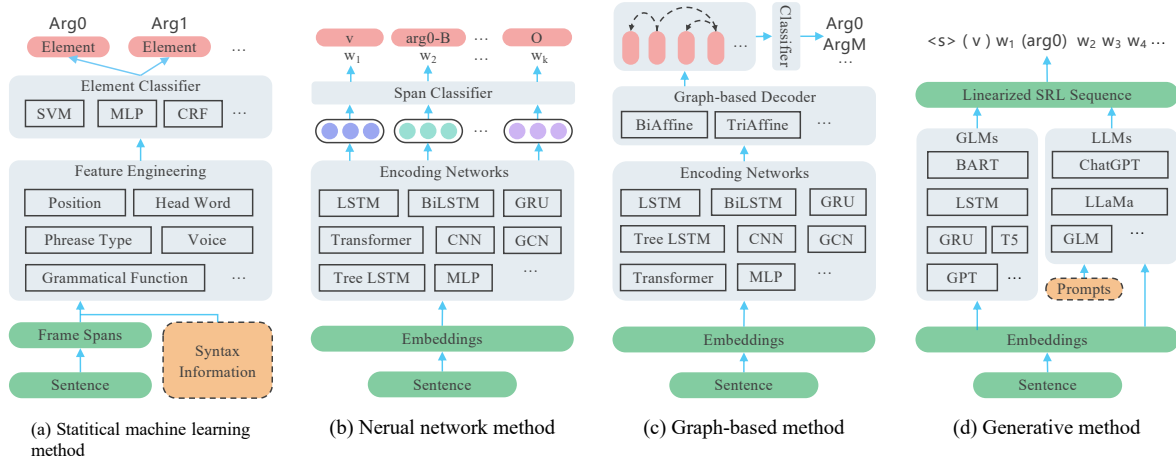 Arg0 Arg1
Element Element ...
Element Classifier
SVM MLP CRF ...
Feature Engineering
Position Head Word
Phrase Type Voice
Grammatical Function ...
Frame Spans
Syntax
Information
Sentence
(a) Statitical machine learning
method
v arg0-B ... O
w1 w2 ... wk
Span Classifier
...
Encoding Networks
LSTM BiLSTM GRU
Transformer CNN GCN
Tree LSTM MLP ...
Embeddings
Sentence
(b) Nerual network method
... Classifier Arg0
ArgM
...
Graph-based Decoder
BiAffine TriAffine ...
Encoding Networks
LSTM BiLSTM GRU
Tree LSTM CNN GCN
Transformer MLP ...
Embeddings
Sentence
(c) Graph-based method
<s> ( v ) w1 (arg0) w2 w3 w4 ...
Linearized SRL Sequence
GLMs
BART
LSTM
GRU T5
GPT ...
LLMs
ChatGPT
LLaMa
GLM ...
Prompts
Embeddings
Sentence
(d) Generative method